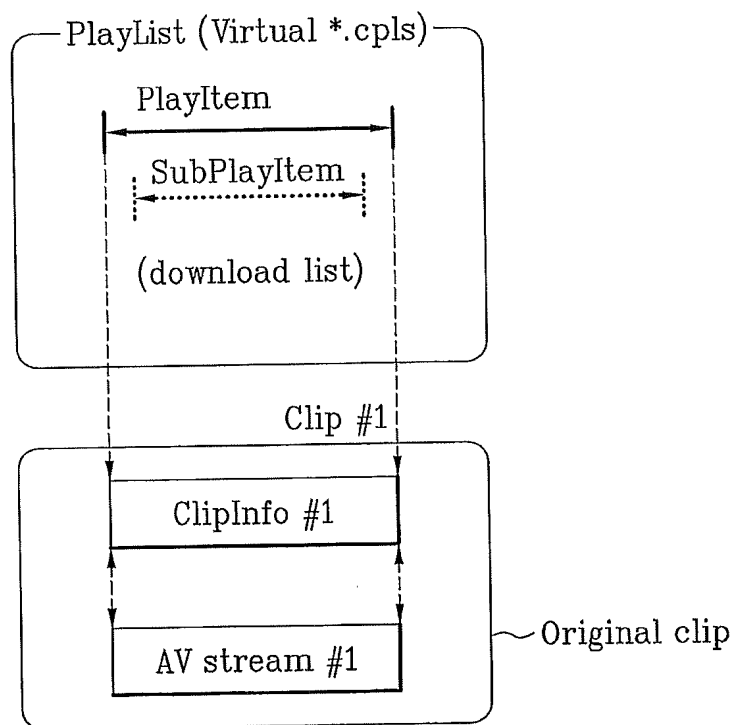 PlayList (Virtual *.cpls)
PlayItem
SubPlayItem
(download list)
Clip #1
ClipInfo #1
AV stream #1
Original clip